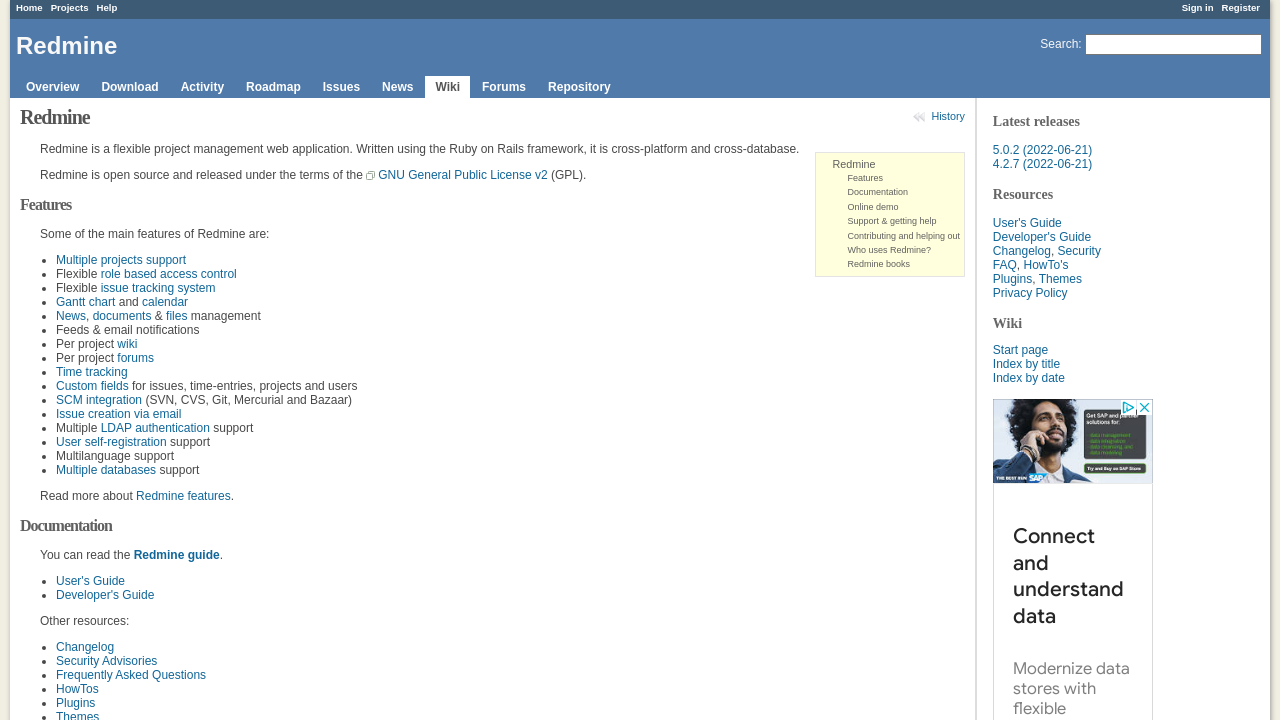 Home Projects Help Sign in Register
Redmine
Search:
Overview Download Activity Roadmap Issues News Wiki Forums Repository
Redmine
History
Redmine is a flexible project management web application. Written using the Ruby on Rails framework, it is cross-platform and cross-database.
Redmine is open source and released under the terms of the GNU General Public License v2 (GPL).
Redmine
Features
Documentation
Online demo
Support & getting help
Contributing and helping out
Who uses Redmine?
Redmine books
Features
Some of the main features of Redmine are:
Multiple projects support
Flexible role based access control
Flexible issue tracking system
Gantt chart and calendar
News, documents & files management
Feeds & email notifications
Per project wiki
Per project forums
Time tracking
Custom fields for issues, time-entries, projects and users
SCM integration (SVN, CVS, Git, Mercurial and Bazaar)
Issue creation via email
Multiple LDAP authentication support
User self-registration support
Multilanguage support
Multiple databases support
Read more about Redmine features.
Documentation
You can read the Redmine guide.
User's Guide
Developer's Guide
Other resources:
Changelog
Security Advisories
Frequently Asked Questions
HowTos
Plugins
Themes
Latest releases
5.0.2 (2022-06-21)
4.2.7 (2022-06-21)
Resources
User's Guide
Developer's Guide
Changelog, Security
FAQ, HowTo's
Plugins, Themes
Privacy Policy
Wiki
Start page
Index by title
Index by date
Get SAP and partner
solutions for:
Try and Buy on SAP Store
THE BEST RUN SAP
Connect
and
understand
data
Modernize data
stores with
flexible